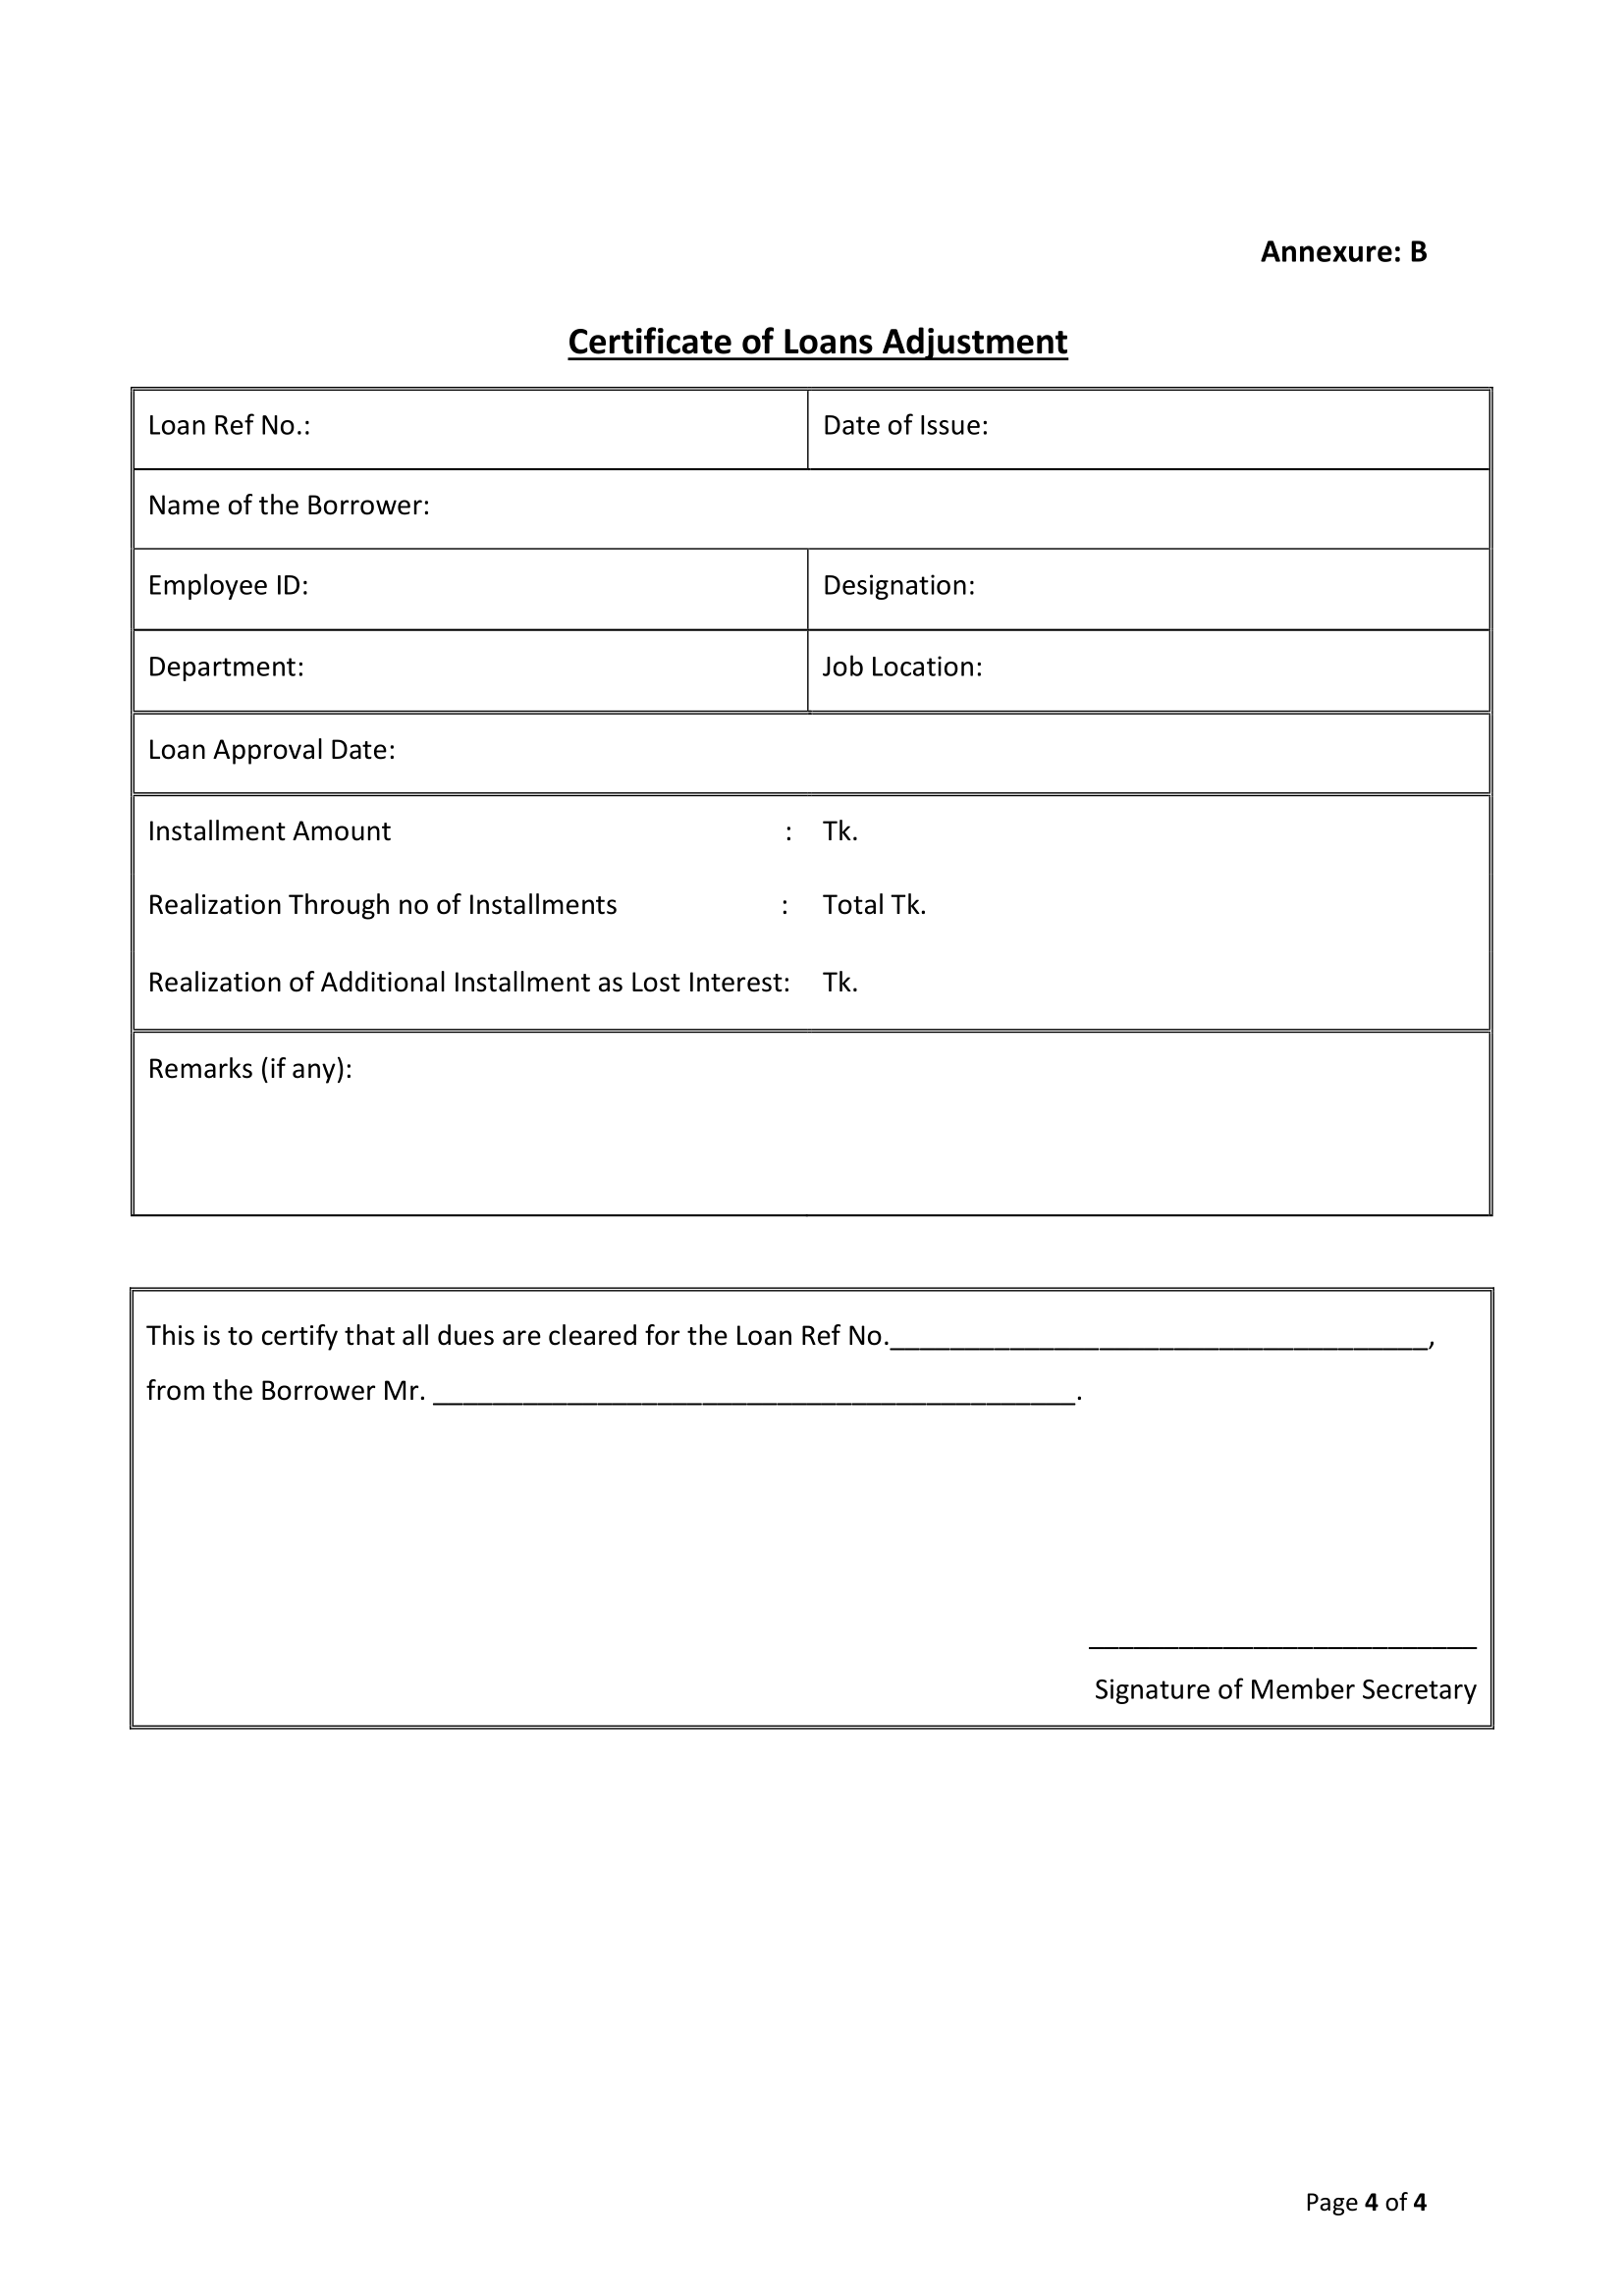 Annexure: B
Certificate of Loans Adjustment
Loan Ref No.: Date of Issue:
Name of the Borrower:
Employee ID: Designation:
Department: Job Location:
Loan Approval Date:
Installment Amount : Tk.
Realization Through no of Installments : Total Tk.
Realization of Additional Installment as Lost Interest: Tk.
Remarks (if any):
This is to certify that all dues are cleared for the Loan Ref No.____________________________________,
from the Borrower Mr. ___________________________________________.
__________________________
Signature of Member Secretary
Page 4 of 4